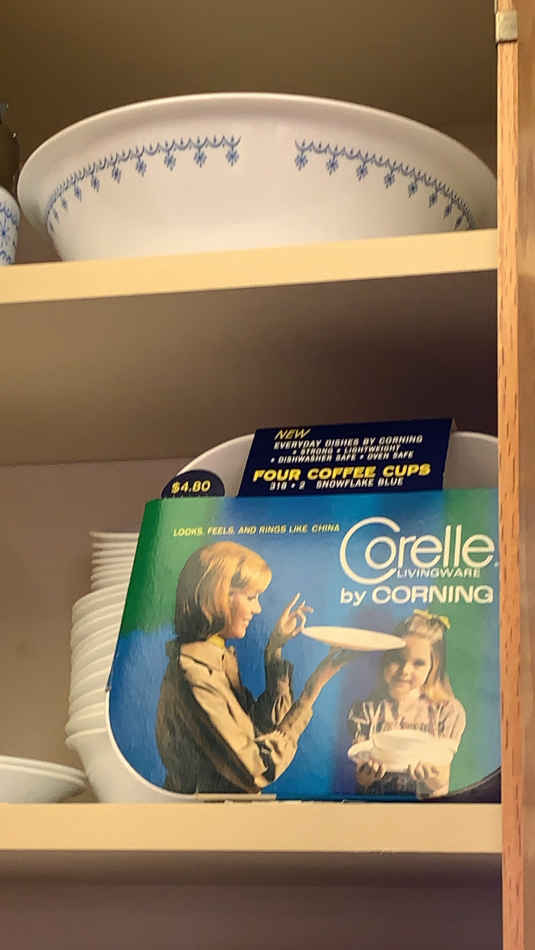 NEW
EVERYDAY DISHES BY CORNING
• STRONG • LIGHTWEIGHT
• DISHWASHER SAFE • OVEN SAFE
FOUR COFFEE CUPS
318 • 2 SNOWFLAKE BLUE
$4.80
LOOKS, FEELS, AND RINGS LIKE CHINA
Corelle
LIVINGWARE
by CORNING